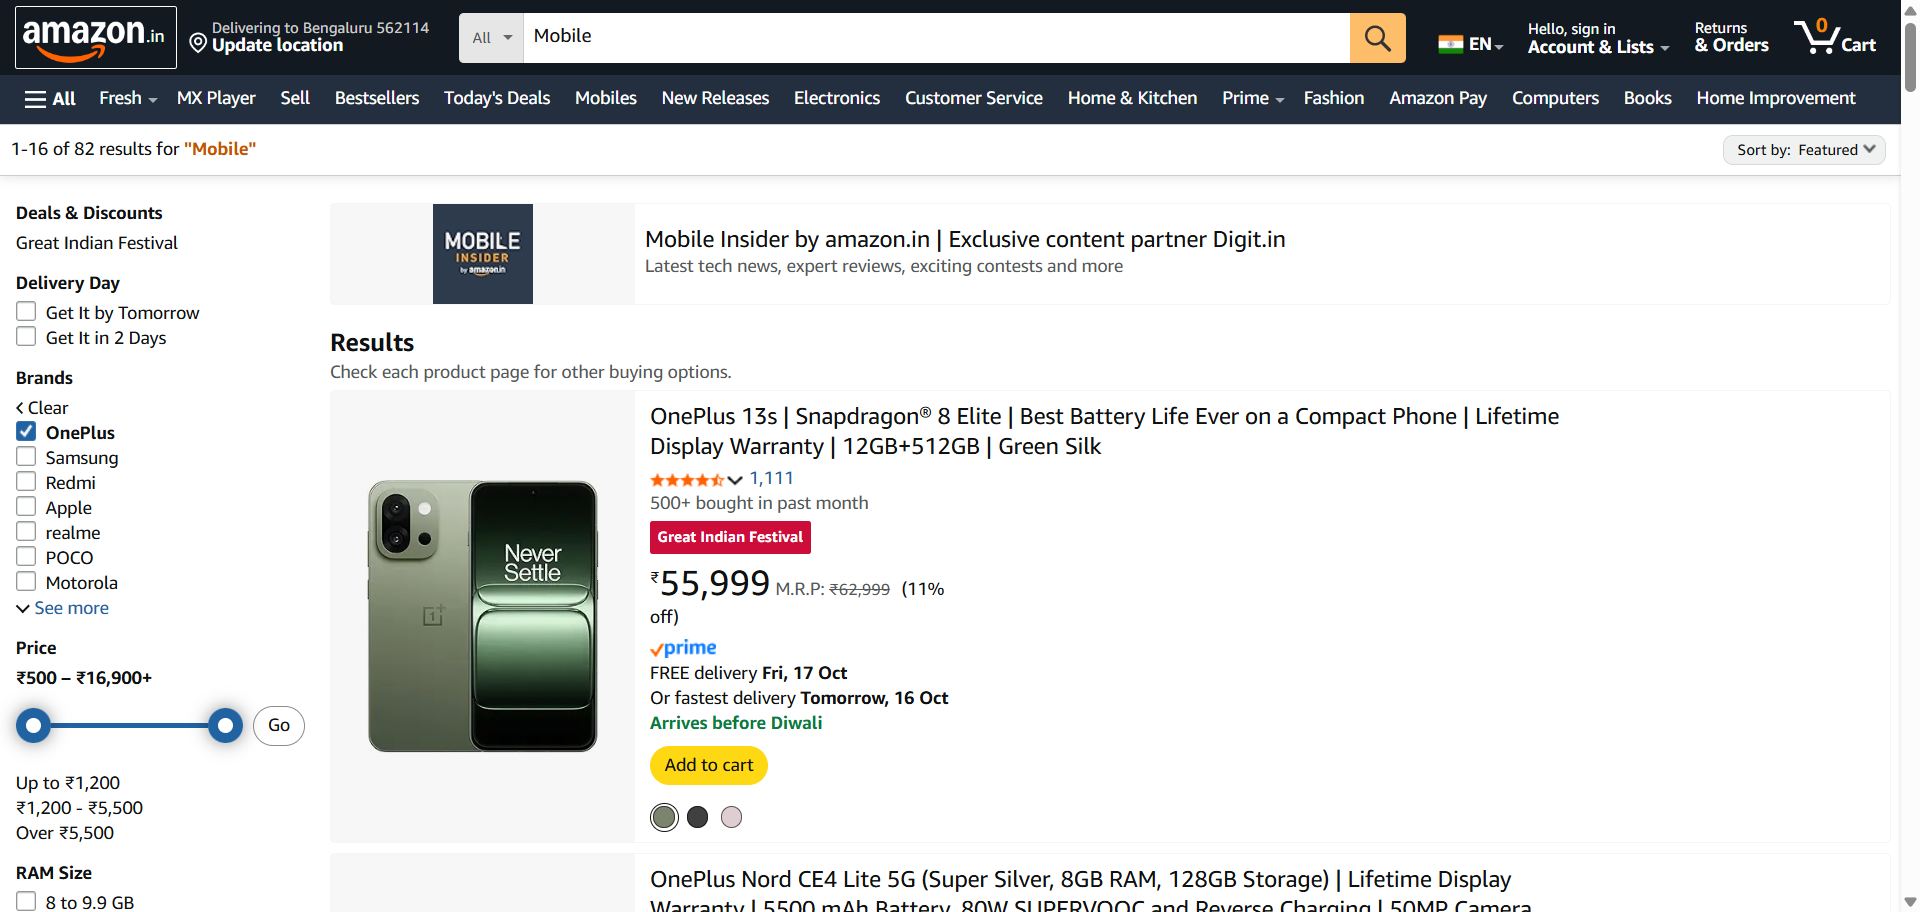 amazon.in
Delivering to Bengaluru 562114
Update location
All
Mobile
EN
Hello, sign in
Account & Lists
Returns
& Orders
0
Cart
All
Fresh
MX Player
Sell
Bestsellers
Today's Deals
Mobiles
New Releases
Electronics
Customer Service
Home & Kitchen
Prime
Fashion
Amazon Pay
Computers
Books
Home Improvement
1-16 of 82 results for "Mobile"
Sort by: Featured
Deals & Discounts
Great Indian Festival
Delivery Day
Get It by Tomorrow
Get It in 2 Days
Brands
Clear
OnePlus
Samsung
Redmi
Apple
realme
POCO
Motorola
See more
Price
₹500 – ₹16,900+
Go
Up to ₹1,200
₹1,200 - ₹5,500
Over ₹5,500
RAM Size
8 to 9.9 GB
MOBILE
INSIDER
by amazon.in
Mobile Insider by amazon.in | Exclusive content partner Digit.in
Latest tech news, expert reviews, exciting contests and more
Results
Check each product page for other buying options.
Never
Settle
1+
OnePlus 13s | Snapdragon® 8 Elite | Best Battery Life Ever on a Compact Phone | Lifetime
Display Warranty | 12GB+512GB | Green Silk
1,111
500+ bought in past month
Great Indian Festival
₹55,999 M.R.P: ₹62,999 (11%
off)
prime
FREE delivery Fri, 17 Oct
Or fastest delivery Tomorrow, 16 Oct
Arrives before Diwali
Add to cart
OnePlus Nord CE4 Lite 5G (Super Silver, 8GB RAM, 128GB Storage) | Lifetime Display
Warranty | 5500 mAh Battery, 80W SUPERVOOC and Reverse Charging | 50MP Camera